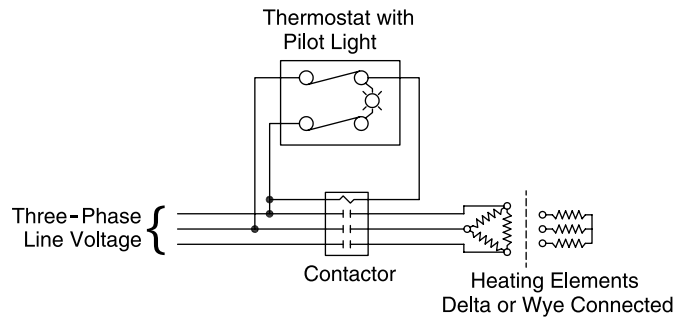 Thermostat with
Pilot Light
Three-Phase
Line Voltage
Contactor
Heating Elements
Delta or Wye Connected